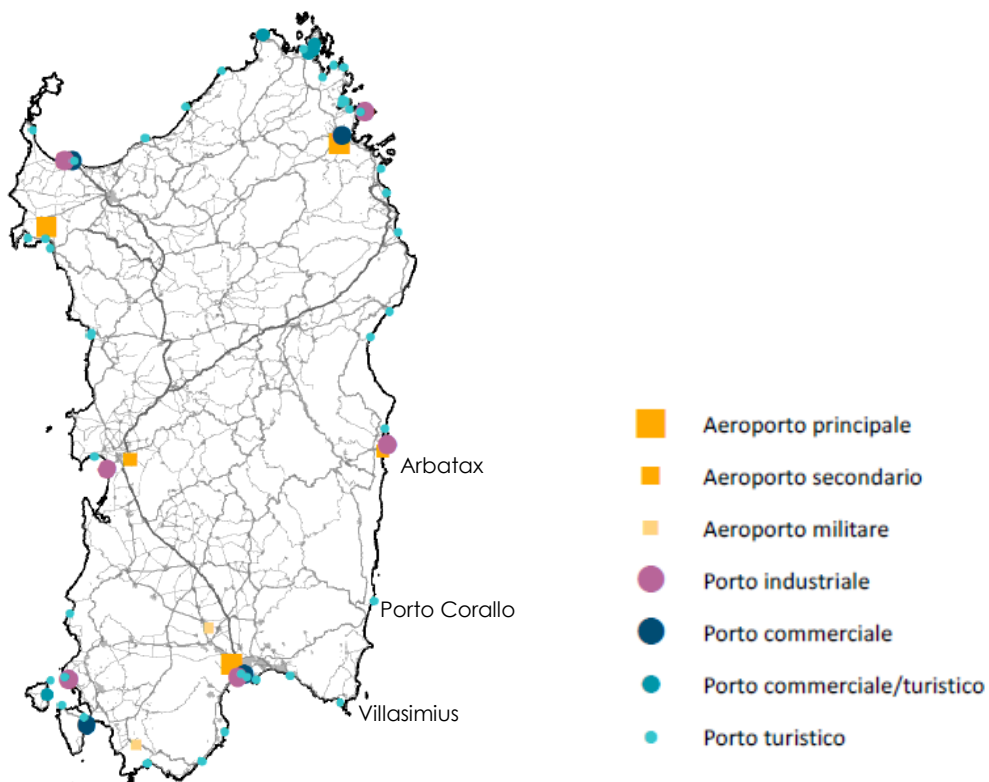 Arbatax
Porto Corallo
Villasimius
Aeroporto principale
Aeroporto secondario
Aeroporto militare
Porto industriale
Porto commerciale
Porto commerciale/turistico
Porto turistico